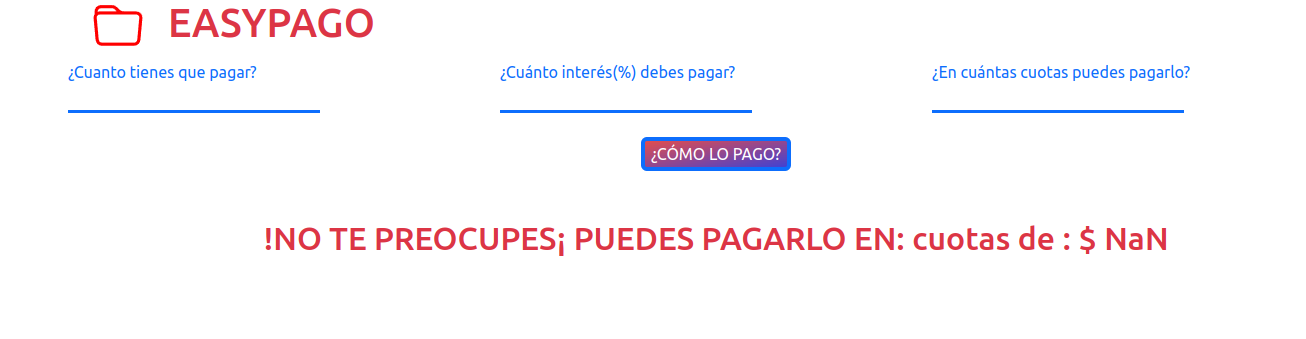 EASYPAGO
¿Cuanto tienes que pagar?
¿Cuánto interés(%) debes pagar?
¿En cuántas cuotas puedes pagarlo?
¿CÓMO LO PAGO?
!NO TE PREOCUPES¡ PUEDES PAGARLO EN: cuotas de : $ NaN